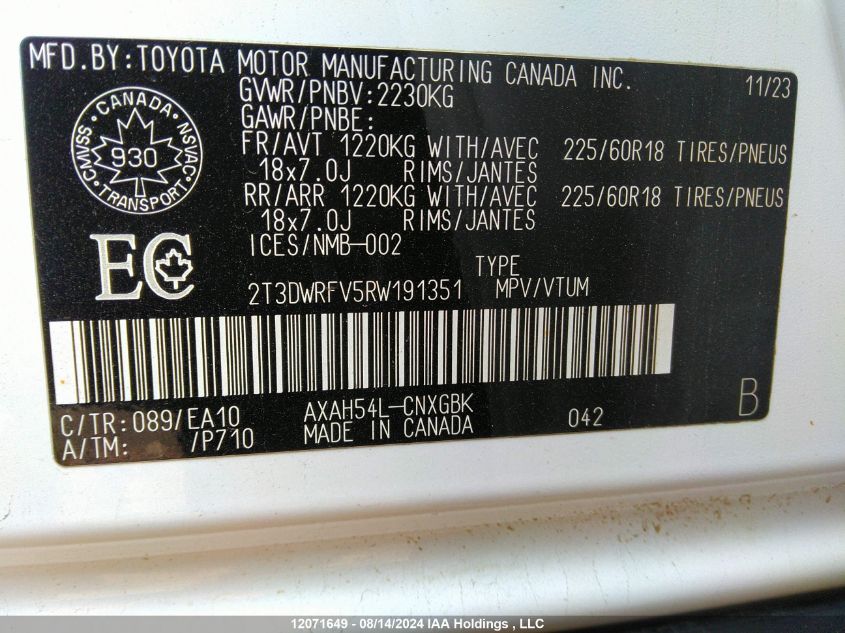 MFD.BY:TOYOTA MOTOR MANUFACTURING CANADA INC. 11/23
GVWR/PNBV:2230KG
GAWR/PNBE:
FR/AVT 1220KG WITH/AVEC 225/60R18 TIRES/PNEUS
18x7.0J RIMS/JANTES
RR/ARR 1220KG WITH/AVEC 225/60R18 TIRES/PNEUS
18x7.0J RIMS/JANTES
ICES/NMB-002
CANADA
CMVSS
NSVAC
930
TRANSPORT
EC
TYPE
2T3DWRFV5RW191351 MPV/VTUM
C/TR:089/EA10 AXAH54L-CNXGBK 042 B
A/TM: /P710 MADE IN CANADA
12071649 - 08/14/2024 IAA Holdings , LLC